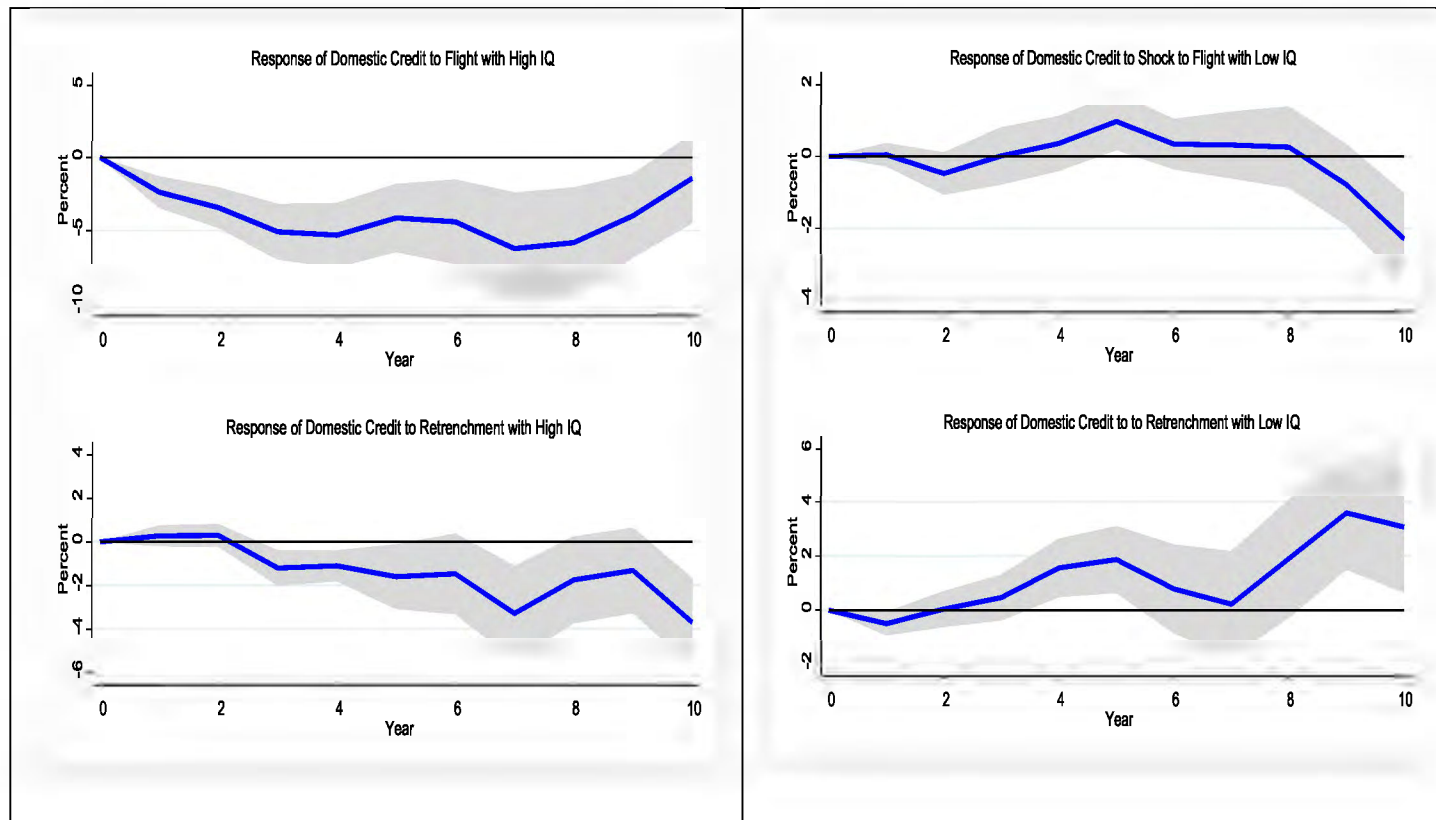 Response of Domestic Credit to Flight with High IQ
5
0
-5
-10
Percent
0 2 4 6 8 10
Year
Response of Domestic Credit to Shock to Flight with Low IQ
2
0
-2
-4
Percent
0 2 4 6 8 10
Year
Response of Domestic Credit to Retrenchment with High IQ
4
2
0
-2
-4
-6
Percent
0 2 4 6 8 10
Year
Response of Domestic Credit to to Retrenchment with Low IQ
6
4
2
0
-2
Percent
0 2 4 6 8 10
Year